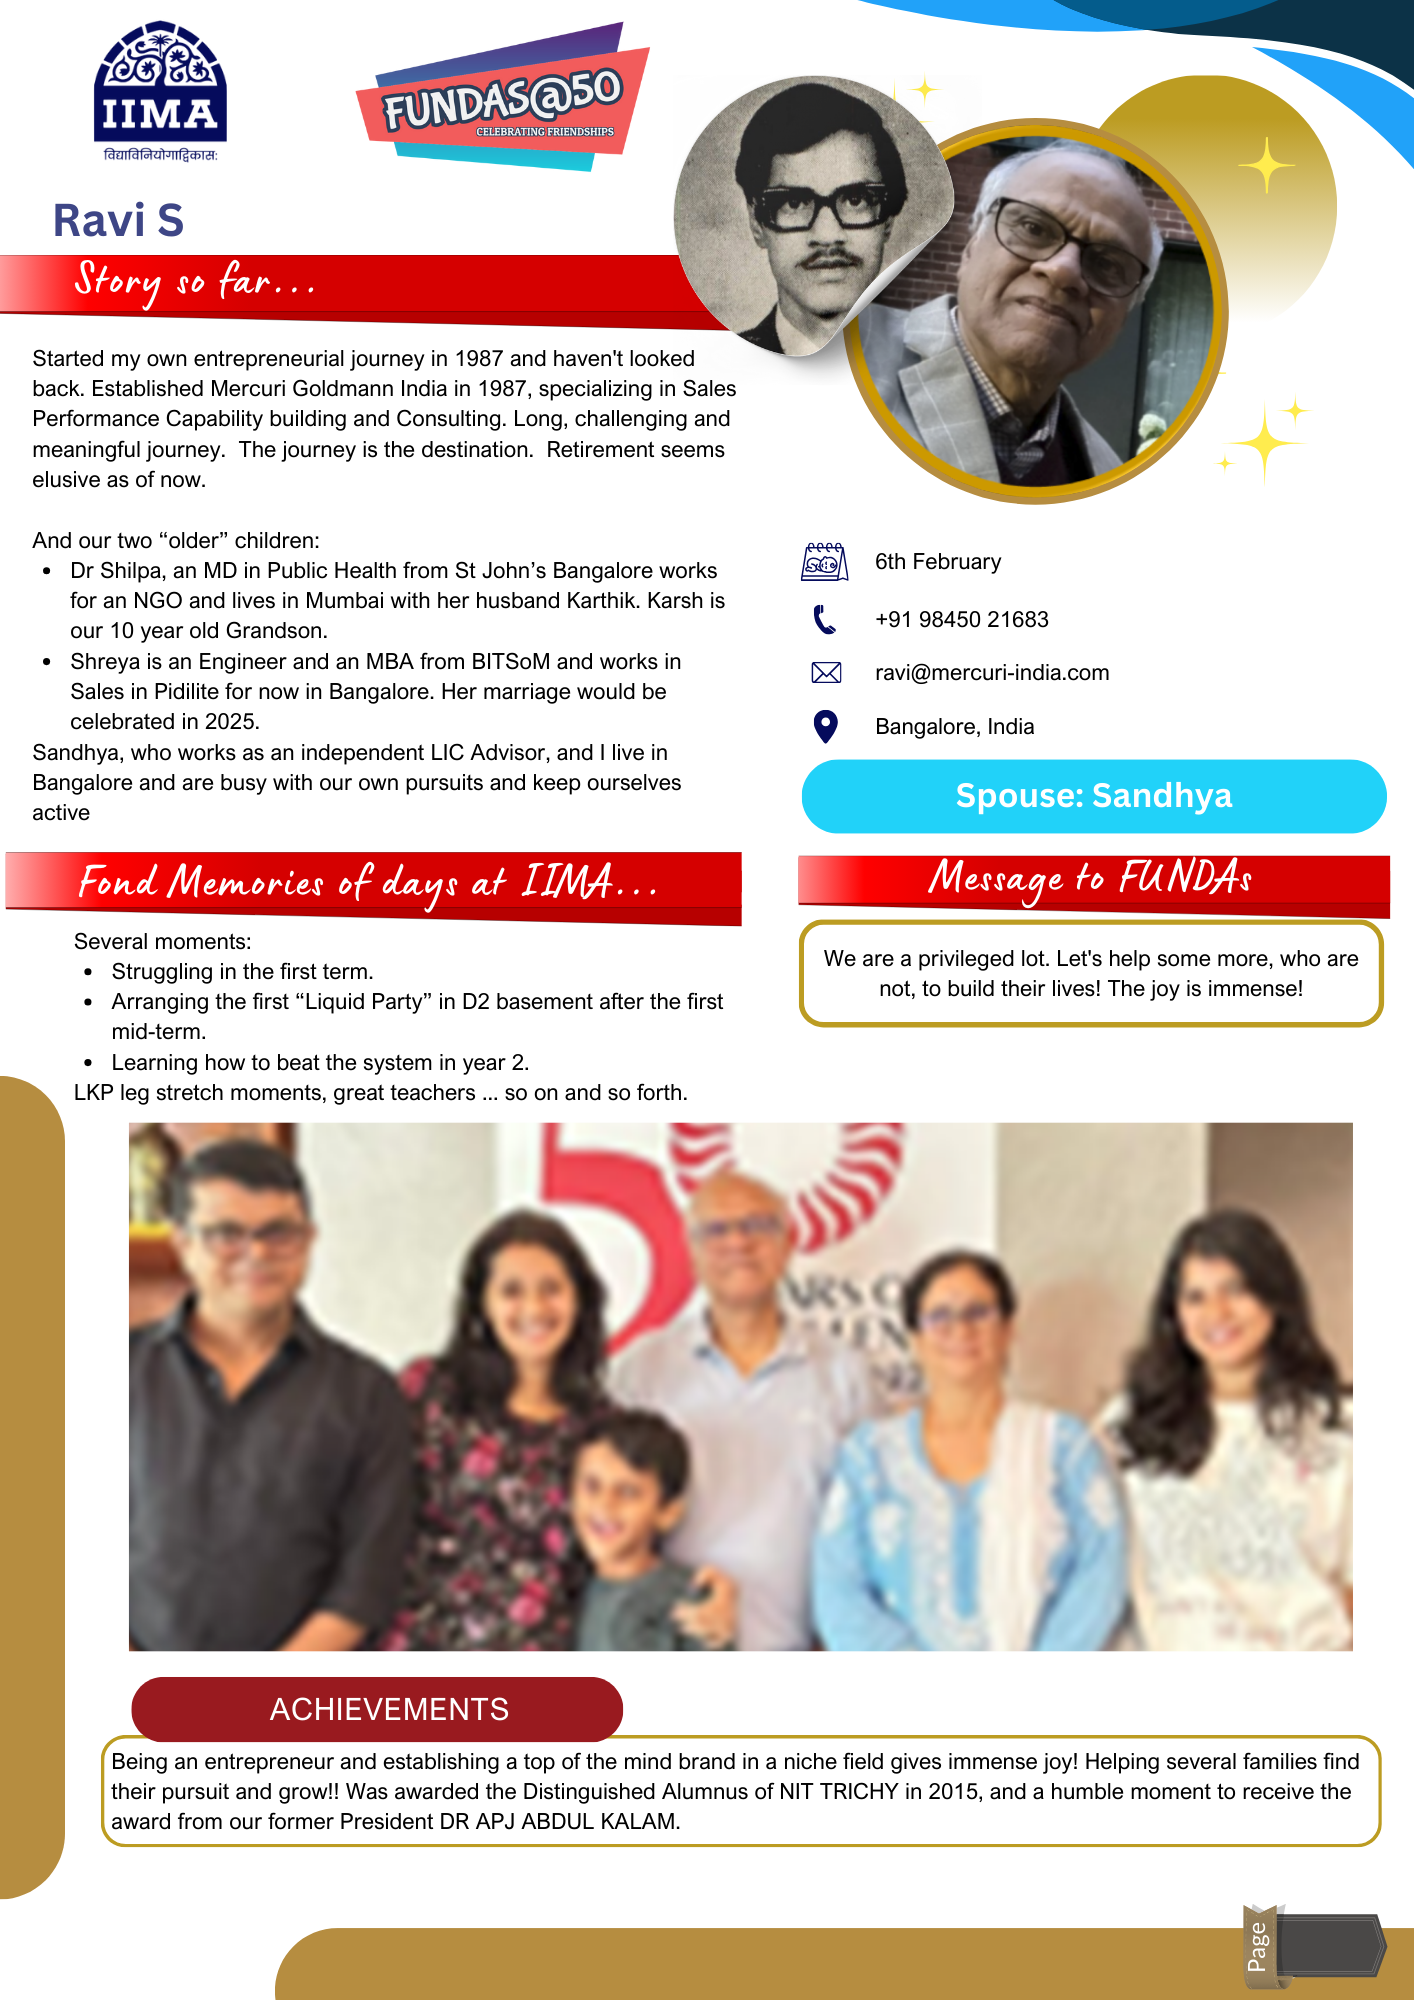 IIMA
विद्याविनियोगाद्विकास:
FUNDAS@50
CELEBRATING FRIENDSHIPS
Ravi S
Story so far...
Started my own entrepreneurial journey in 1987 and haven't looked
back. Established Mercuri Goldmann India in 1987, specializing in Sales
Performance Capability building and Consulting. Long, challenging and
meaningful journey.  The journey is the destination.  Retirement seems
elusive as of now.
And our two “older” children:
• Dr Shilpa, an MD in Public Health from St John’s Bangalore works
for an NGO and lives in Mumbai with her husband Karthik. Karsh is
our 10 year old Grandson.
• Shreya is an Engineer and an MBA from BITSoM and works in
Sales in Pidilite for now in Bangalore. Her marriage would be
celebrated in 2025.
Sandhya, who works as an independent LIC Advisor, and I live in
Bangalore and are busy with our own pursuits and keep ourselves
active
6th February
+91 98450 21683
ravi@mercuri-india.com
Bangalore, India
Spouse: Sandhya
Fond Memories of days at IIMA...
Several moments:
• Struggling in the first term.
• Arranging the first “Liquid Party” in D2 basement after the first
mid-term.
• Learning how to beat the system in year 2.
LKP leg stretch moments, great teachers ... so on and so forth.
Message to FUNDAs
We are a privileged lot. Let's help some more, who are
not, to build their lives! The joy is immense!
50
ACHIEVEMENTS
Being an entrepreneur and establishing a top of the mind brand in a niche field gives immense joy! Helping several families find
their pursuit and grow!! Was awarded the Distinguished Alumnus of NIT TRICHY in 2015, and a humble moment to receive the
award from our former President DR APJ ABDUL KALAM.
Page